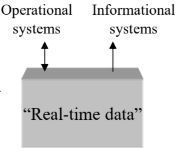 Operational Informational
systems systems
“Real-time data”